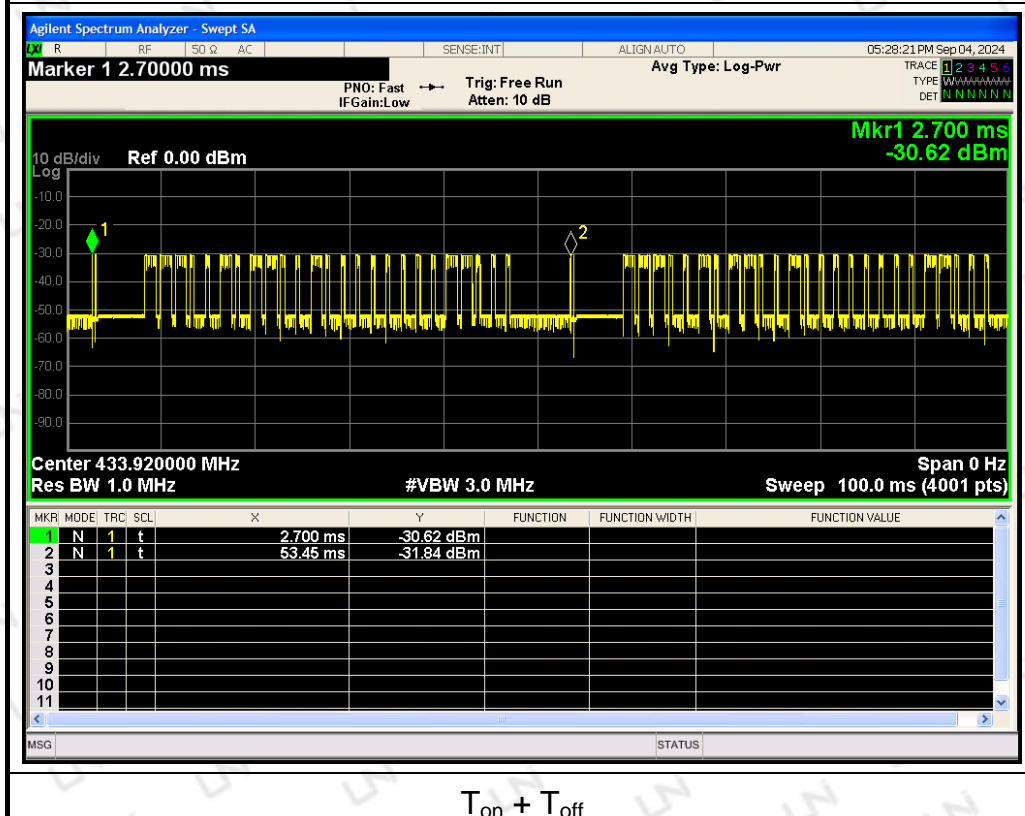 Agilent Spectrum Analyzer - Swept SA
LXI R RF 50 Ω AC SENSE:INT ALIGN AUTO 05:28:21 PM Sep 04, 2024
Marker 1 2.70000 ms Avg Type: Log-Pwr TRACE 1 2 3 4 5 6
PNO: Fast Trig: Free Run TYPE WWWWWW
IFGain:Low Atten: 10 dB DET N N N N N N
Mkr1 2.700 ms
10 dB/div Ref 0.00 dBm -30.62 dBm
Log
-10.0
-20.0
1 2
-30.0
-40.0
-50.0
-60.0
-70.0
-80.0
-90.0
Center 433.920000 MHz Span 0 Hz
Res BW 1.0 MHz #VBW 3.0 MHz Sweep 100.0 ms (4001 pts)
MKR MODE TRC SCL X Y FUNCTION FUNCTION WIDTH FUNCTION VALUE
1 N 1 t 2.700 ms -30.62 dBm
2 N 1 t 53.45 ms -31.84 dBm
3
4
5
6
7
8
9
10
11
MSG STATUS
Ton + Toff